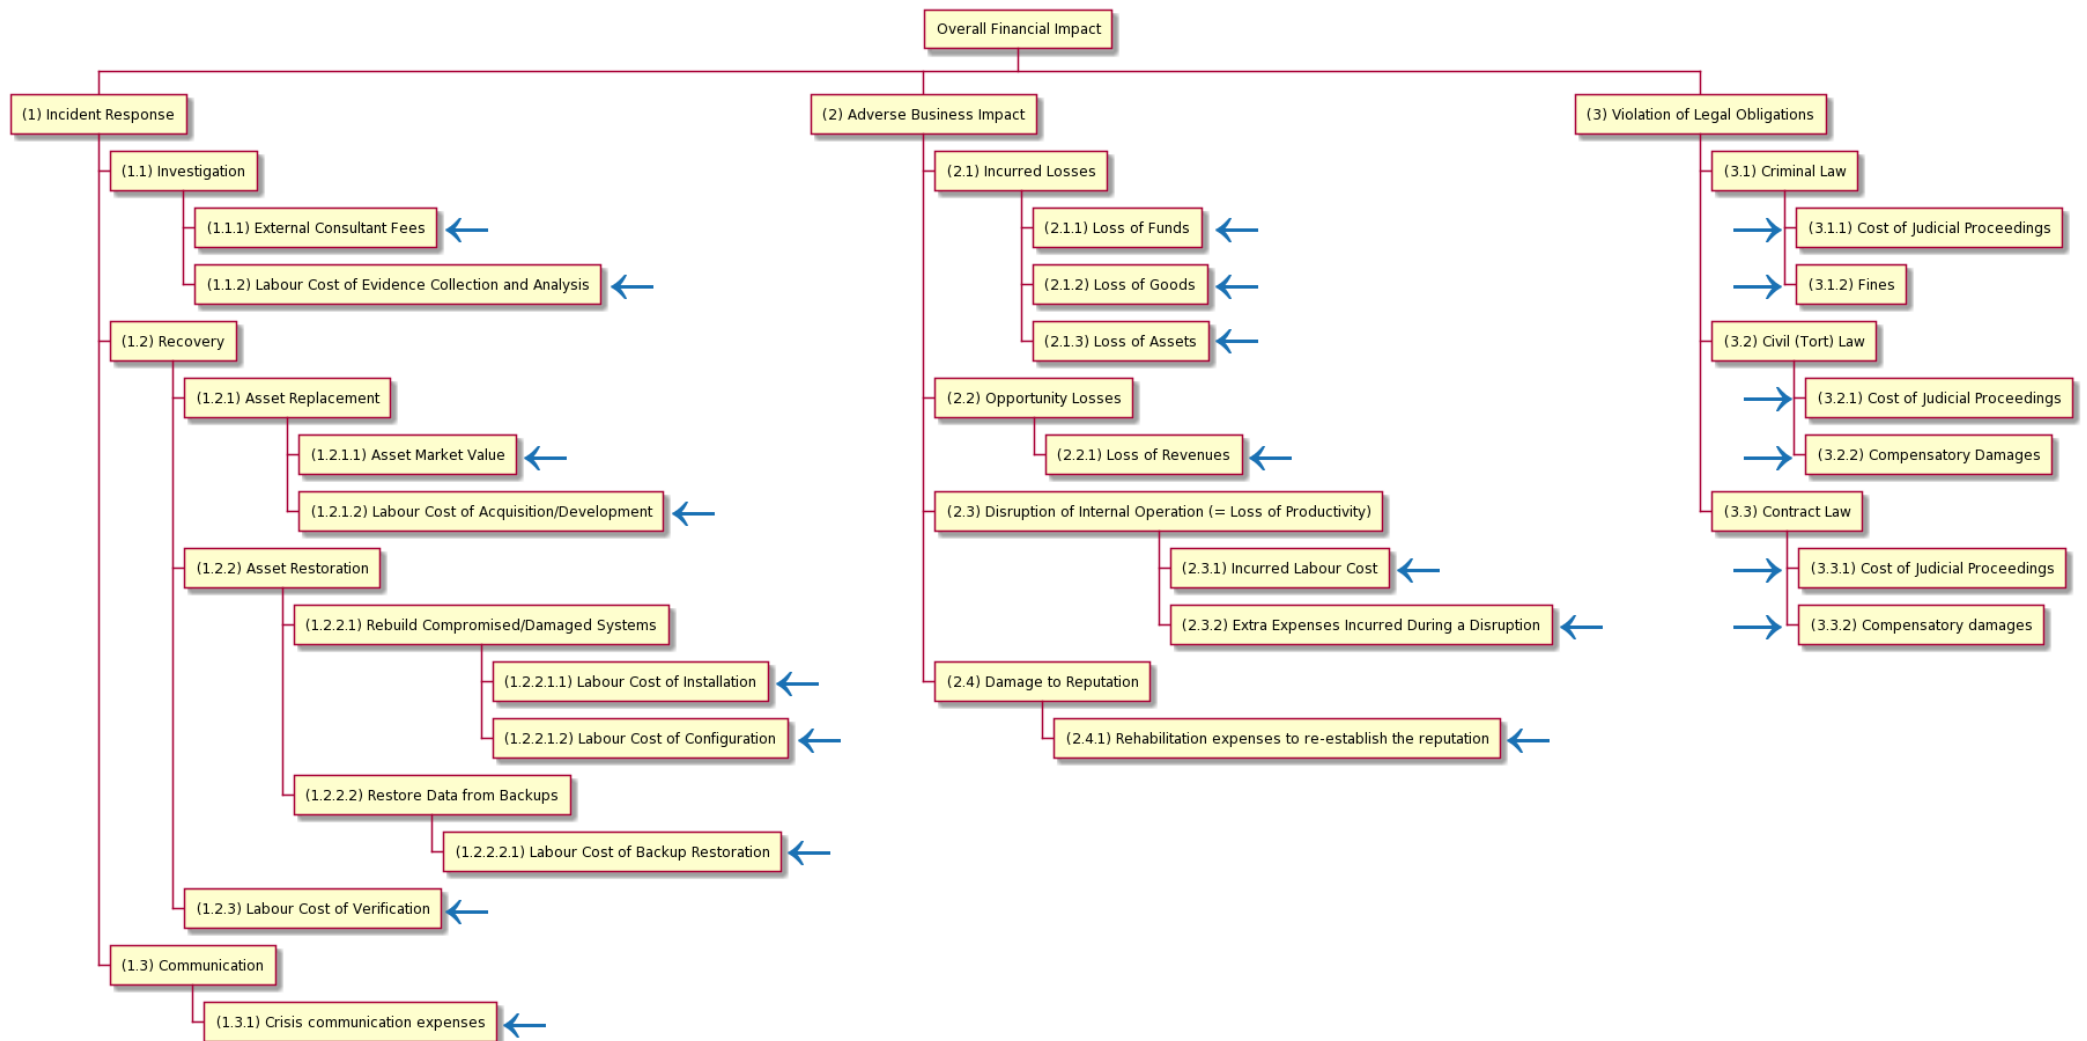 Overall Financial Impact
(1) Incident Response
(1.1) Investigation
(1.1.1) External Consultant Fees
(1.1.2) Labour Cost of Evidence Collection and Analysis
(1.2) Recovery
(1.2.1) Asset Replacement
(1.2.1.1) Asset Market Value
(1.2.1.2) Labour Cost of Acquisition/Development
(1.2.2) Asset Restoration
(1.2.2.1) Rebuild Compromised/Damaged Systems
(1.2.2.1.1) Labour Cost of Installation
(1.2.2.1.2) Labour Cost of Configuration
(1.2.2.2) Restore Data from Backups
(1.2.2.2.1) Labour Cost of Backup Restoration
(1.2.3) Labour Cost of Verification
(1.3) Communication
(1.3.1) Crisis communication expenses
(2) Adverse Business Impact
(2.1) Incurred Losses
(2.1.1) Loss of Funds
(2.1.2) Loss of Goods
(2.1.3) Loss of Assets
(2.2) Opportunity Losses
(2.2.1) Loss of Revenues
(2.3) Disruption of Internal Operation (= Loss of Productivity)
(2.3.1) Incurred Labour Cost
(2.3.2) Extra Expenses Incurred During a Disruption
(2.4) Damage to Reputation
(2.4.1) Rehabilitation expenses to re-establish the reputation
(3) Violation of Legal Obligations
(3.1) Criminal Law
(3.1.1) Cost of Judicial Proceedings
(3.1.2) Fines
(3.2) Civil (Tort) Law
(3.2.1) Cost of Judicial Proceedings
(3.2.2) Compensatory Damages
(3.3) Contract Law
(3.3.1) Cost of Judicial Proceedings
(3.3.2) Compensatory damages